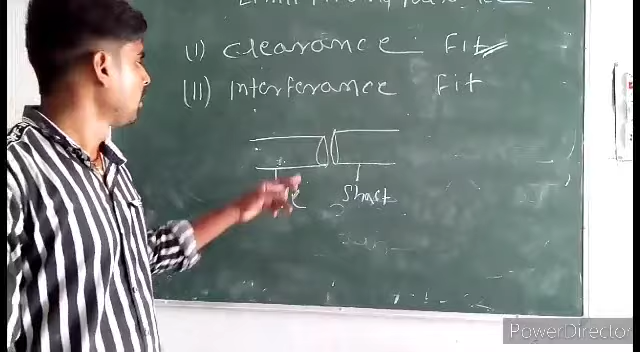 (I) Clearance Fit
(II) Interferance Fit
Shaft
PowerDirector